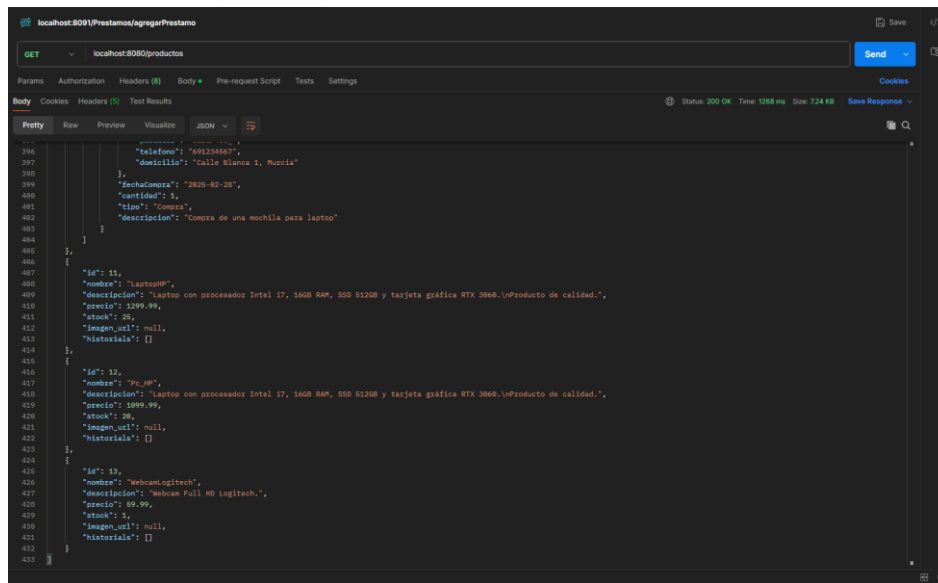 localhost:8091/Prestamos/agregarPrestamo
Save
GET localhost:8080/productos
Send
Params Authorization Headers (8) Body Pre-request Script Tests Settings
Cookies
Body Cookies Headers (5) Test Results
Status: 200 OK Time: 1268 ms Size: 7.24 KB Save Response
Pretty Raw Preview Visualize JSON
396 "telefono": "691234567",
397 "domicilio": "Calle Blanca 1, Murcia"
398 },
399 "fechaCompra": "2025-02-28",
400 "cantidad": 1,
401 "tipo": "Compra",
402 "descripcion": "Compra de una mochila para laptop"
403 }
404 ]
405 },
406 {
407 "id": 11,
408 "nombre": "LaptopHP",
409 "descripcion": "Laptop con procesador Intel i7, 16GB RAM, SSD 512GB y tarjeta gráfica RTX 3060.\nProducto de calidad.",
410 "precio": 1299.99,
411 "stock": 25,
412 "imagen_url": null,
413 "historials": []
414 },
415 {
416 "id": 12,
417 "nombre": "Pc_HP",
418 "descripcion": "Laptop con procesador Intel i7, 16GB RAM, SSD 512GB y tarjeta gráfica RTX 3060.\nProducto de calidad.",
419 "precio": 1099.99,
420 "stock": 20,
421 "imagen_url": null,
422 "historials": []
423 },
424 {
425 "id": 13,
426 "nombre": "WebcamLogitech",
427 "descripcion": "Webcam Full HD Logitech.",
428 "precio": 59.99,
429 "stock": 1,
430 "imagen_url": null,
431 "historials": []
432 }
433 ]